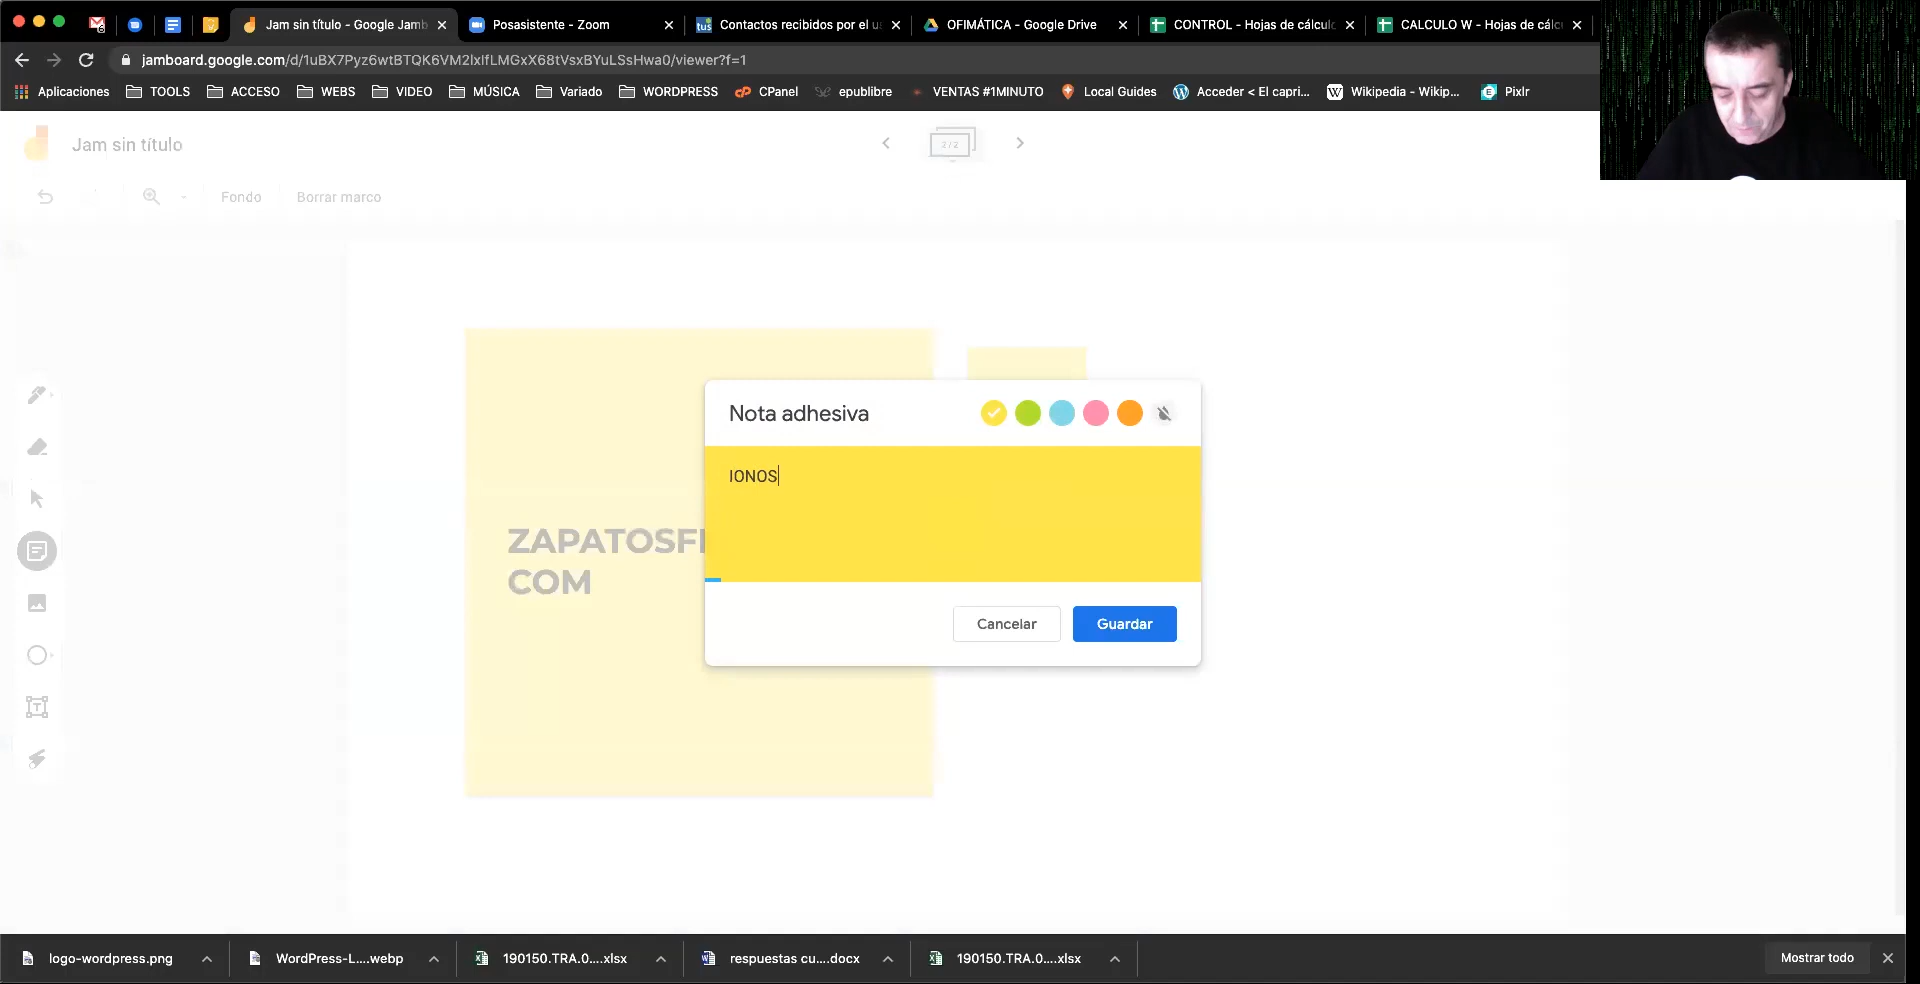 Jam sin título - Google Jamb
Posasistente - Zoom
tus
Contactos recibidos por el u
OFIMÁTICA - Google Drive
CONTROL - Hojas de cálculo
CALCULO W - Hojas de cálc
jamboard.google.com/d/1uBX7Pyz6wtBTQK6VM2lxIfLMGxX68tVsxBYuLSsHwa0/viewer?f=1
Aplicaciones
TOOLS
ACCESO
WEBS
VIDEO
MÚSICA
Variado
WORDPRESS
CPanel
epublibre
VENTAS #1MINUTO
Local Guides
Acceder < El capri...
Wikipedia - Wikip...
Pixlr
Jam sin título
2 / 2
Fondo
Borrar marco
Nota adhesiva
IONOS
ZAPATOSF
COM
Cancelar
Guardar
logo-wordpress.png
WordPress-L....webp
190150.TRA.0....xlsx
respuestas cu....docx
190150.TRA.0....xlsx
Mostrar todo